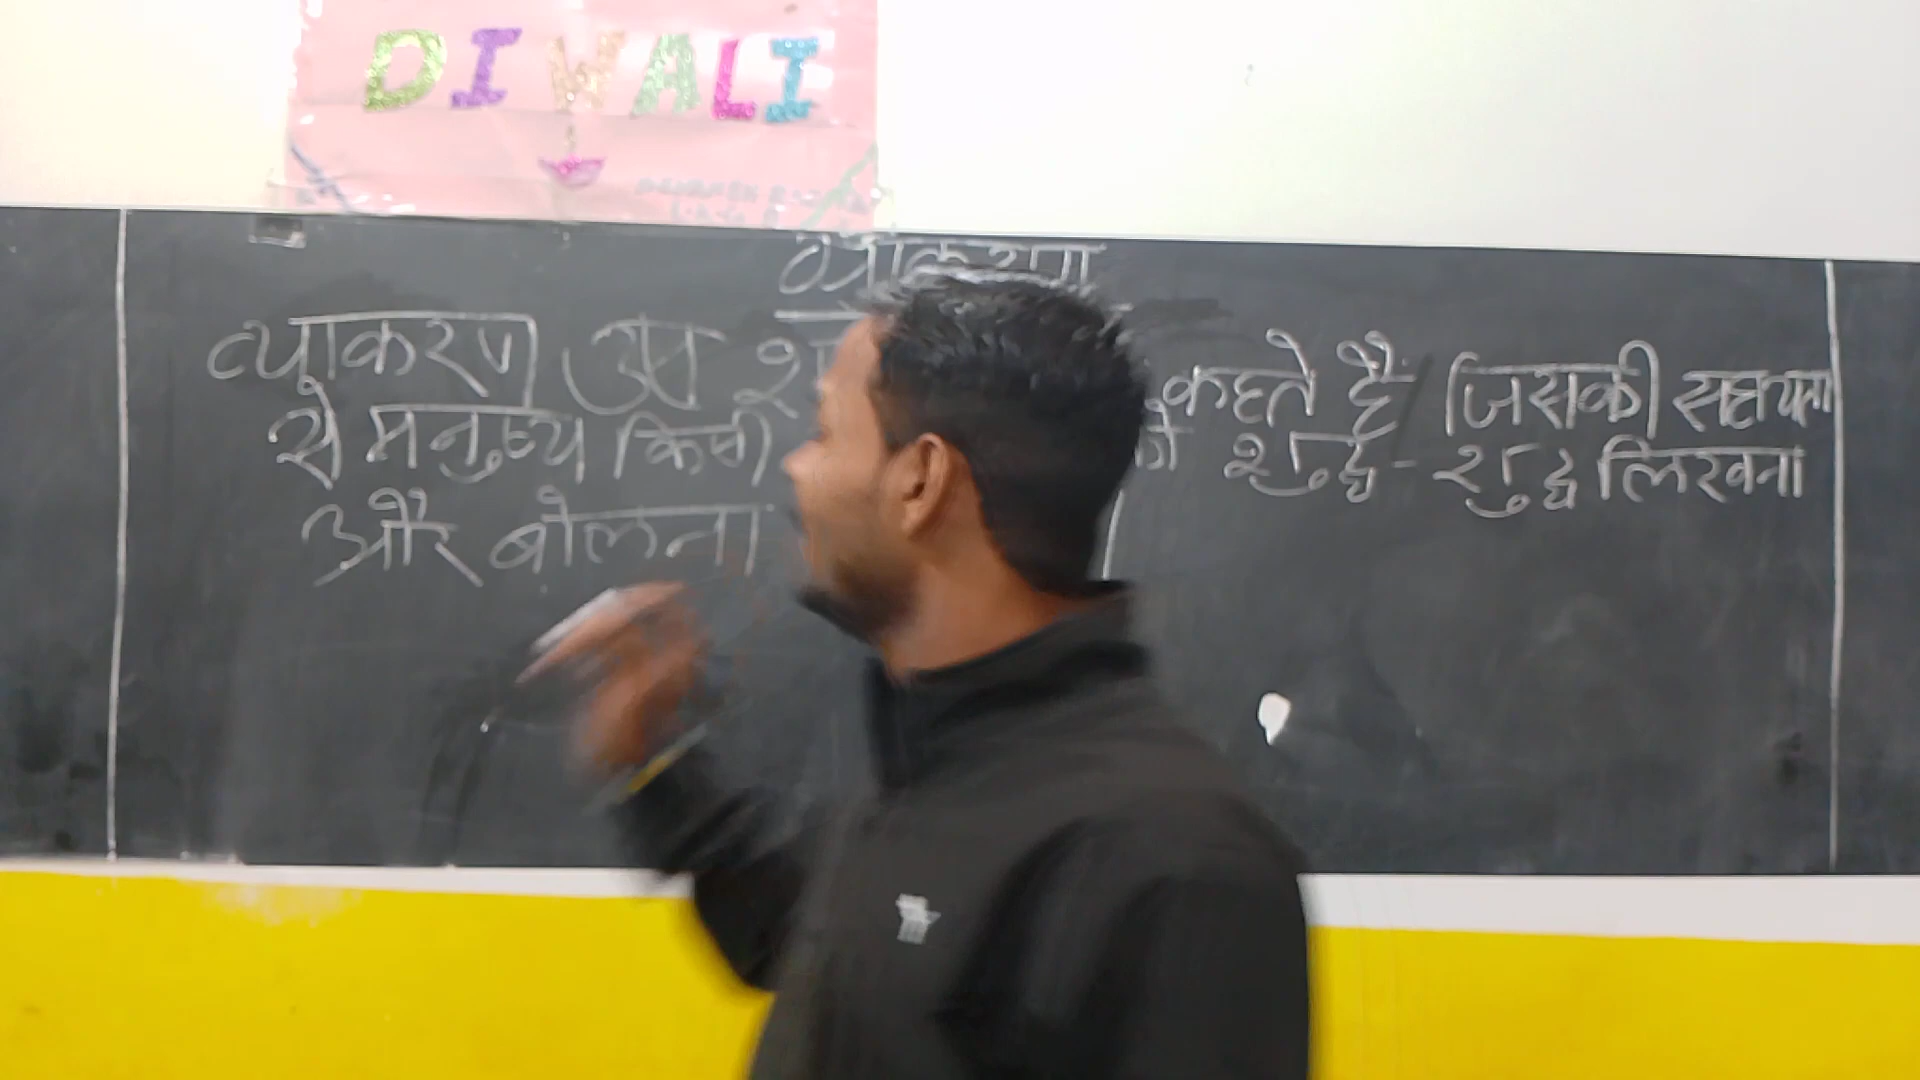 DIWALI
व्याकरण
व्याकरण उस कहते है जिसकी सहायता
से मनुष्य किसी को शुद्ध-शुद्ध लिखना
और बोलना